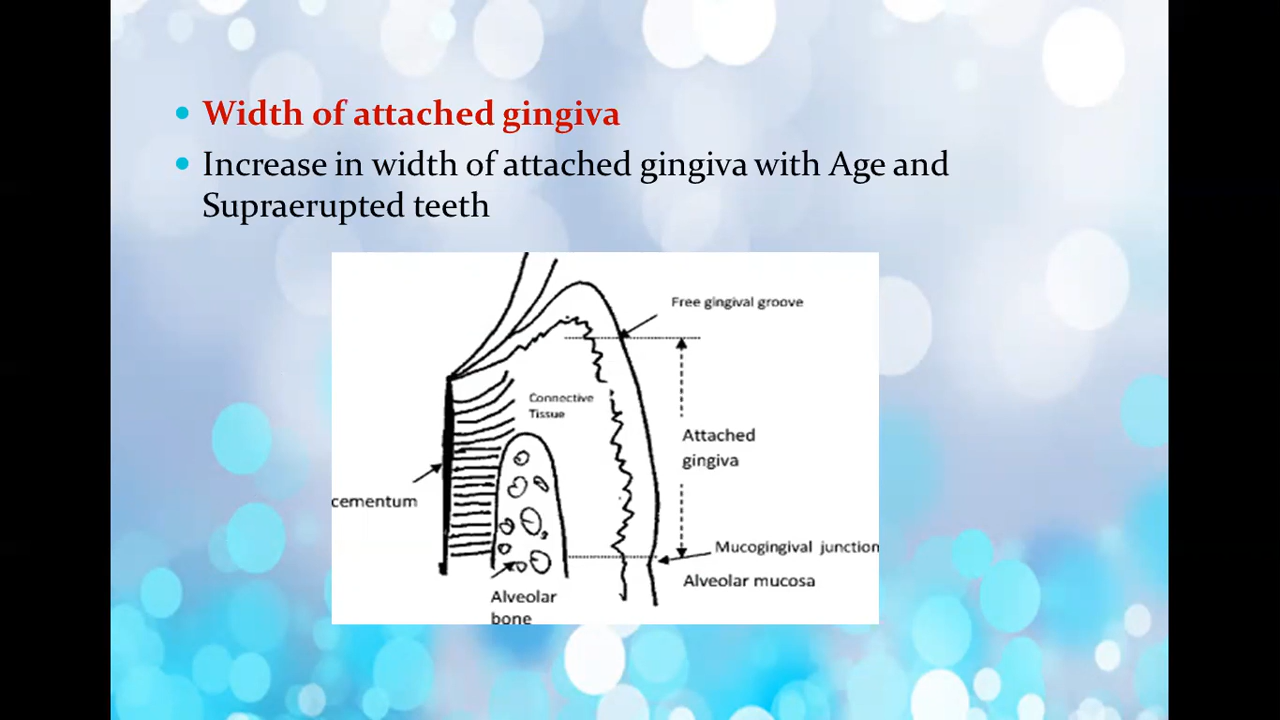 Width of attached gingiva
Increase in width of attached gingiva with Age and
Supraerupted teeth
Free gingival groove
Connective
Tissue
Attached
gingiva
cementum
Mucogingival junction
Alveolar mucosa
Alveolar
bone